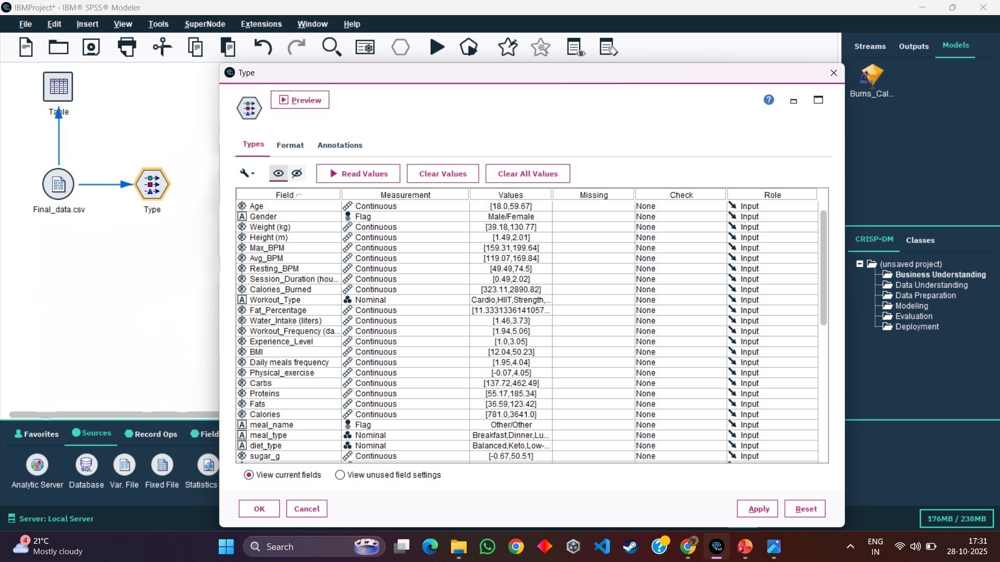 IBMProject* - IBM® SPSS® Modeler
File Edit Insert View Tools SuperNode Extensions Window Help
Streams Outputs Models
Burns_Cal...
Table
Final_data.csv
Type
Type
Preview
?
Types Format Annotations
Read Values Clear Values Clear All Values
Field Measurement Values Missing Check Role
Age Continuous [18.0,59.67] None Input
A Gender Flag Male/Female None Input
Weight (kg) Continuous [39.18,130.77] None Input
Height (m) Continuous [1.49,2.01] None Input
Max_BPM Continuous [159.31,199.64] None Input
Avg_BPM Continuous [119.07,169.84] None Input
Resting_BPM Continuous [49.49,74.5] None Input
Session_Duration (hou... Continuous [0.49,2.02] None Input
Calories_Burned Continuous [323.11,2890.82] None Input
A Workout_Type Nominal Cardio,HIIT,Strength,... None Input
Fat_Percentage Continuous [11.3331336141057... None Input
Water_Intake (liters) Continuous [1.46,3.73] None Input
Workout_Frequency (da... Continuous [1.94,5.06] None Input
Experience_Level Continuous [1.0,3.05] None Input
BMI Continuous [12.04,50.23] None Input
Daily meals frequency Continuous [1.95,4.04] None Input
Physical_exercise Continuous [-0.07,4.05] None Input
Carbs Continuous [137.72,462.49] None Input
Proteins Continuous [55.17,185.34] None Input
Fats Continuous [36.59,123.42] None Input
Calories Continuous [781.0,3641.0] None Input
A meal_name Flag Other/Other None Input
A meal_type Nominal Breakfast,Dinner,Lu... None Input
A diet_type Nominal Balanced,Keto,Low-... None Input
sugar_g Continuous [-0.67,50.51] None Input
View current fields View unused field settings
OK Cancel Apply Reset
CRISP-DM Classes
(unsaved project)
Business Understanding
Data Understanding
Data Preparation
Modeling
Evaluation
Deployment
Favorites Sources Record Ops Field
SQL
Analytic Server Database Var. File Fixed File Statistics
Server: Local Server
176MB / 238MB
4
21°C
Mostly cloudy
Search
ENG
IN
17:31
28-10-2025